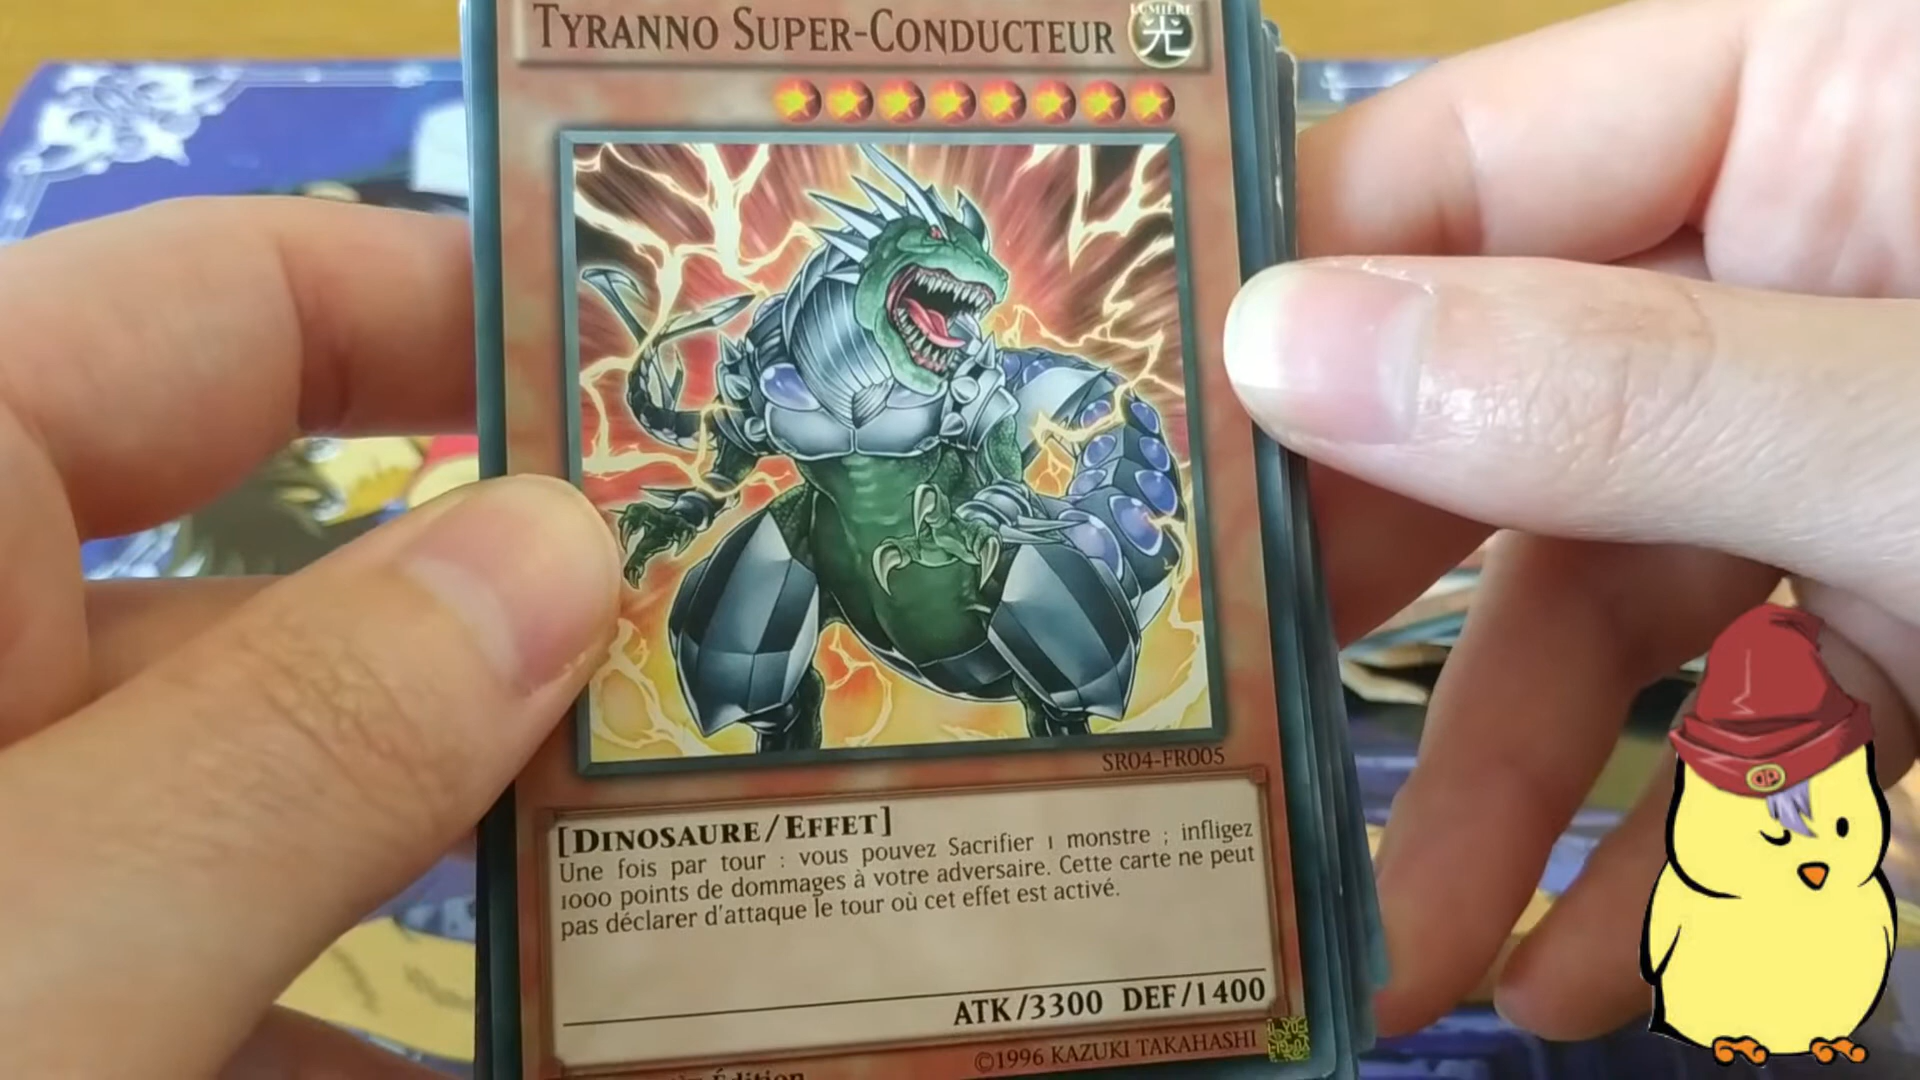 TYRANNO SUPER-CONDUCTEUR
LUMIÈRE
光
SR04-FR005
[DINOSAURE/EFFET]
Une fois par tour : vous pouvez Sacrifier 1 monstre ; infligez
1000 points de dommages à votre adversaire. Cette carte ne peut
pas déclarer d'attaque le tour où cet effet est activé.
ATK/3300 DEF/1400
©1996 KAZUKI TAKAHASHI
Édition